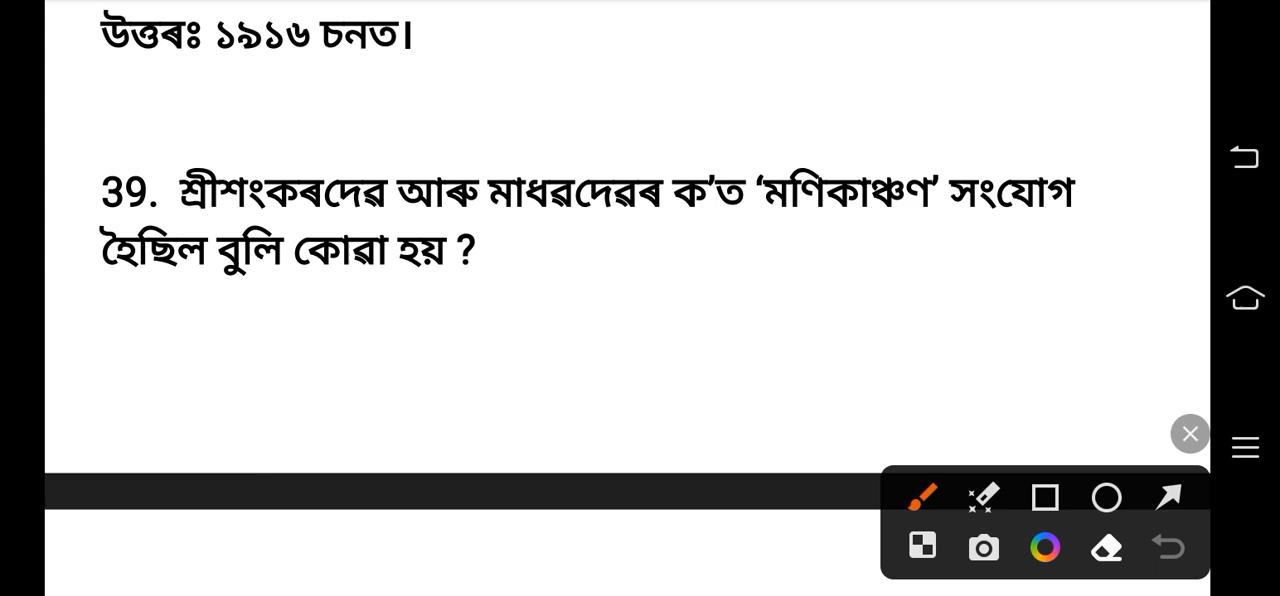 উত্তৰঃ ১৯১৬ চনত।
39. শ্ৰীশংকৰদেৱ আৰু মাধৱদেৱৰ ক’ত ‘মণিকাঞ্চণ’ সংযোগ
হৈছিল বুলি কোৱা হয় ?